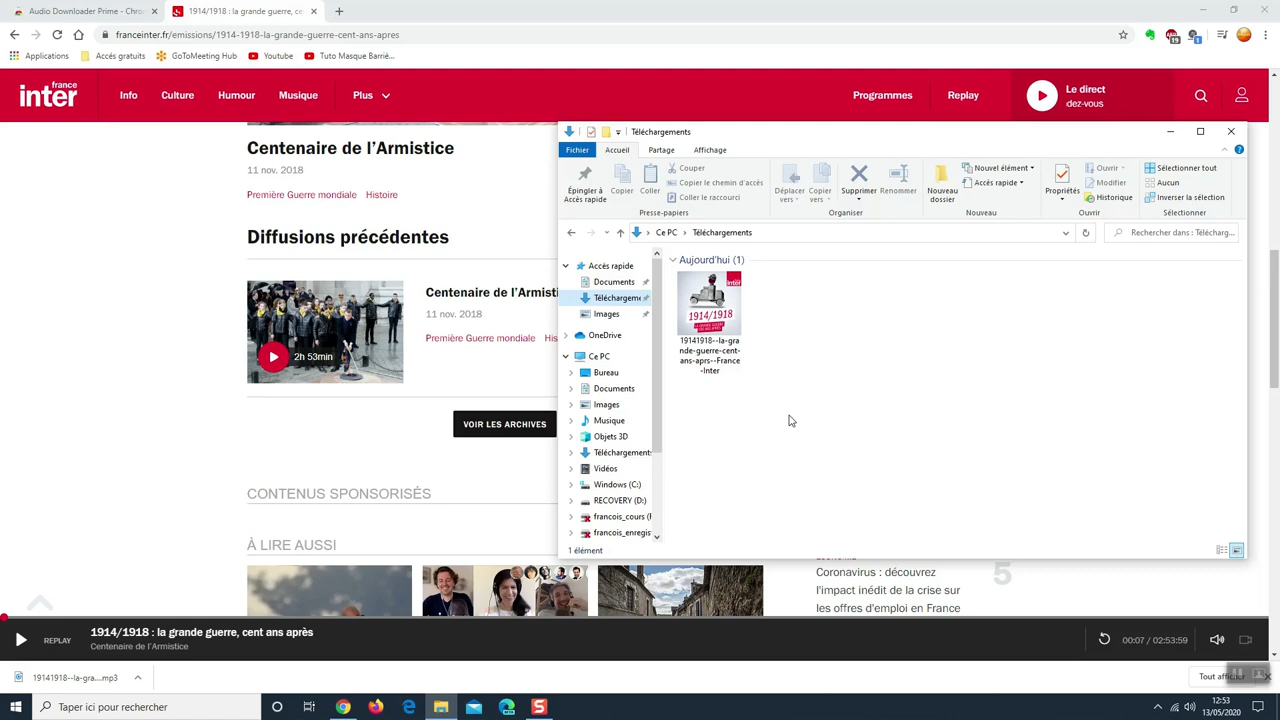 Audio Downloader Prime - Chro
1914/1918 : la grande guerre, ce
franceinter.fr/emissions/1914-1918-la-grande-guerre-cent-ans-apres
Applications
Accés gratuits
GoToMeeting Hub
Youtube
Tuto Masque Barriè...
france
inter
Info
Culture
Humour
Musique
Plus
Programmes
Replay
Le direct
dez-vous
Centenaire de l'Armistice
11 nov. 2018
Première Guerre mondiale
Histoire
Diffusions précédentes
2h 53min
Centenaire de l'Armisti
11 nov. 2018
Première Guerre mondiale
His
VOIR LES ARCHIVES
CONTENUS SPONSORISÉS
À LIRE AUSSI
Téléchargements
Fichier
Accueil
Partage
Affichage
Épingler à
Accès rapide
Copier
Coller
Couper
Copier le chemin d'accès
Coller le raccourci
Presse-papiers
Déplacer
vers
Copier
vers
Supprimer
Renommer
Organiser
Nouveau
dossier
Nouvel élément
Accès rapide
Nouveau
Propriétés
Ouvrir
Modifier
Historique
Ouvrir
Sélectionner tout
Aucun
Inverser la sélection
Sélectionner
Ce PC
Téléchargements
Rechercher dans : Télécharg...
Accès rapide
Documents
Téléchargeme
Images
OneDrive
Ce PC
Bureau
Documents
Images
Musique
Objets 3D
Téléchargements
Vidéos
Windows (C:)
RECOVERY (D:)
francois_cours (
francois_enregis
Aujourd'hui (1)
inter
1914/1918
19141918--la-gra
nde-guerre-cent-
ans-aprs--France
-Inter
1 élément
5
Coronavirus : découvrez
l'impact inédit de la crise sur
les offres d'emploi en France
REPLAY
1914/1918 : la grande guerre, cent ans après
Centenaire de l'Armistice
00:07 / 02:53:59
19141918--la-gra....mp3
Tout afficher
Taper ici pour rechercher
12:53
13/05/2020